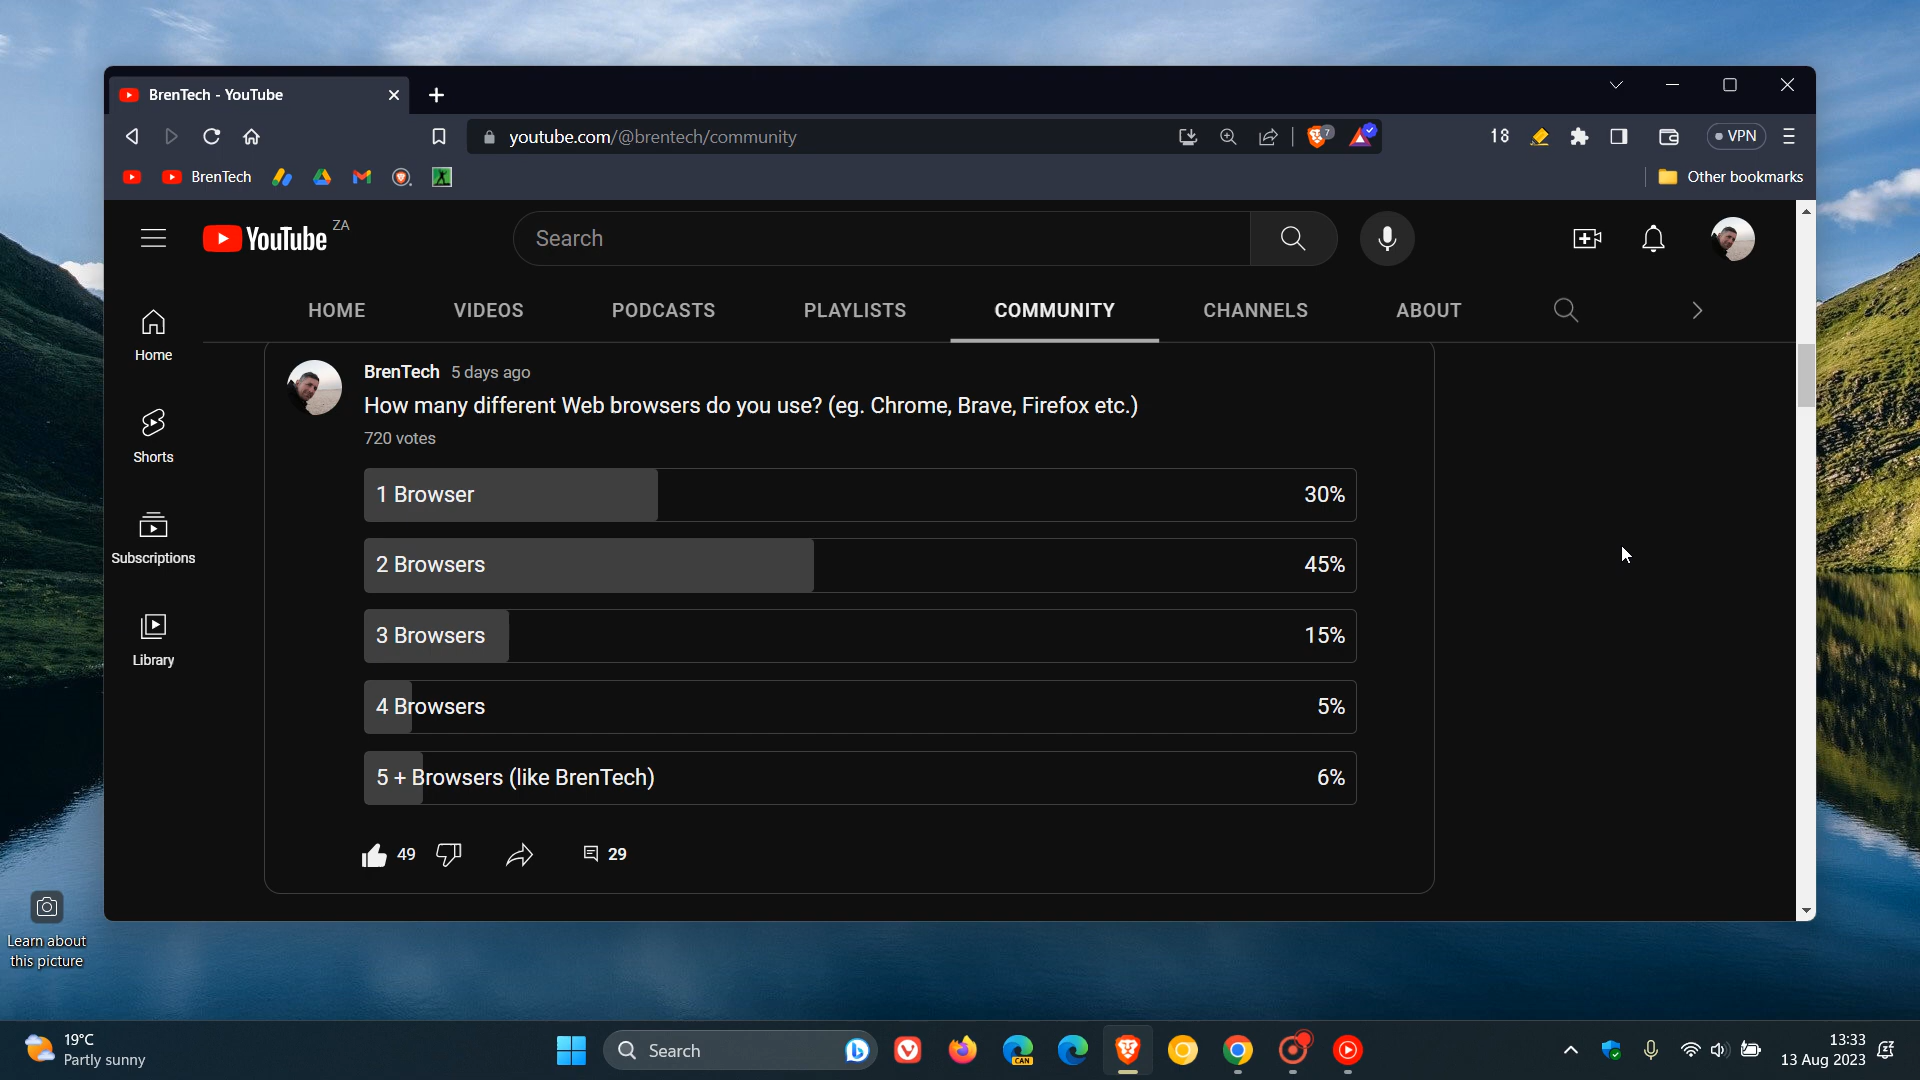 BrenTech - YouTube
youtube.com/@brentech/community
7
18
VPN
BrenTech
Other bookmarks
YouTube ZA
Search
HOME
VIDEOS
PODCASTS
PLAYLISTS
COMMUNITY
CHANNELS
ABOUT
Home
Shorts
Subscriptions
Library
BrenTech 5 days ago
How many different Web browsers do you use? (eg. Chrome, Brave, Firefox etc.)
720 votes
1 Browser 30%
2 Browsers 45%
3 Browsers 15%
4 Browsers 5%
5 + Browsers (like BrenTech) 6%
49
29
Learn about
this picture
19°C
Partly sunny
Search
CAN
13:33
13 Aug 2023